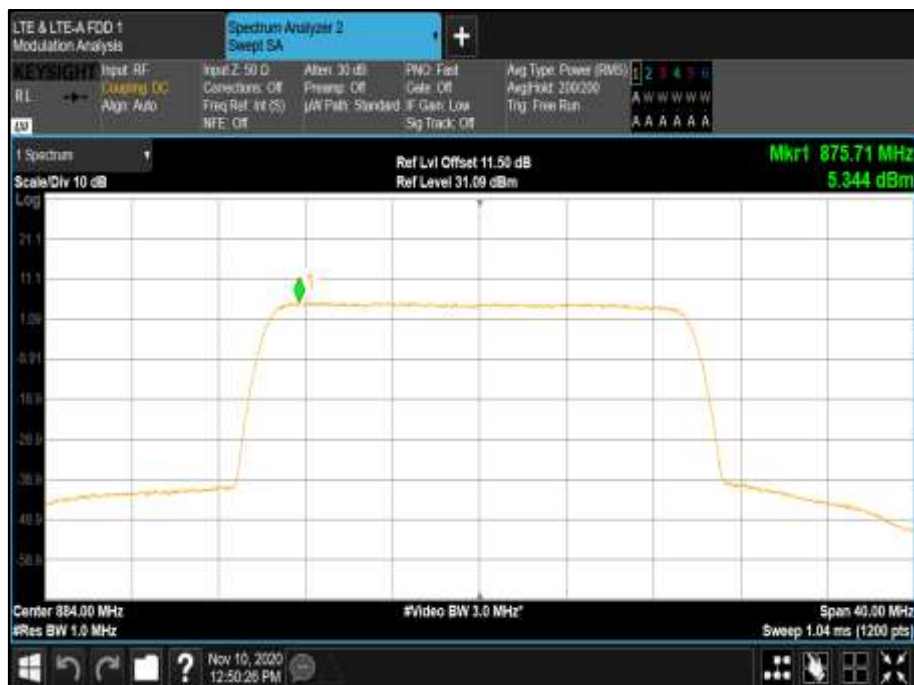 LTE & LTE-A FDD 1
Modulation Analysis
Spectrum Analyzer 2
Swept SA
+
KEYSIGHT
RL
Input: RF
Coupling: DC
Align: Auto
Input Z: 50 Ω
Corrections: Off
Freq Ref: Int (S)
NFE: Off
Atten: 30 dB
Preamp: Off
µW Path: Standard
PNO: Fast
Gate: Off
IF Gain: Low
Sig Track: Off
Avg Type: Power (RMS)
Avg|Hold: 200/200
Trig: Free Run
1 2 3 4 5 6
A W W W W W
A A A A A A
1 Spectrum
Scale/Div 10 dB
Ref Lvl Offset 11.50 dB
Ref Level 31.09 dBm
Mkr1 875.71 MHz
5.344 dBm
Log
21.1
11.1
1.09
-8.91
-18.9
-28.9
-38.9
-48.9
-58.9
1
Center 884.00 MHz
#Res BW 1.0 MHz
#Video BW 3.0 MHz*
Span 40.00 MHz
Sweep 1.04 ms (1200 pts)
?
Nov 10, 2020
12:50:26 PM